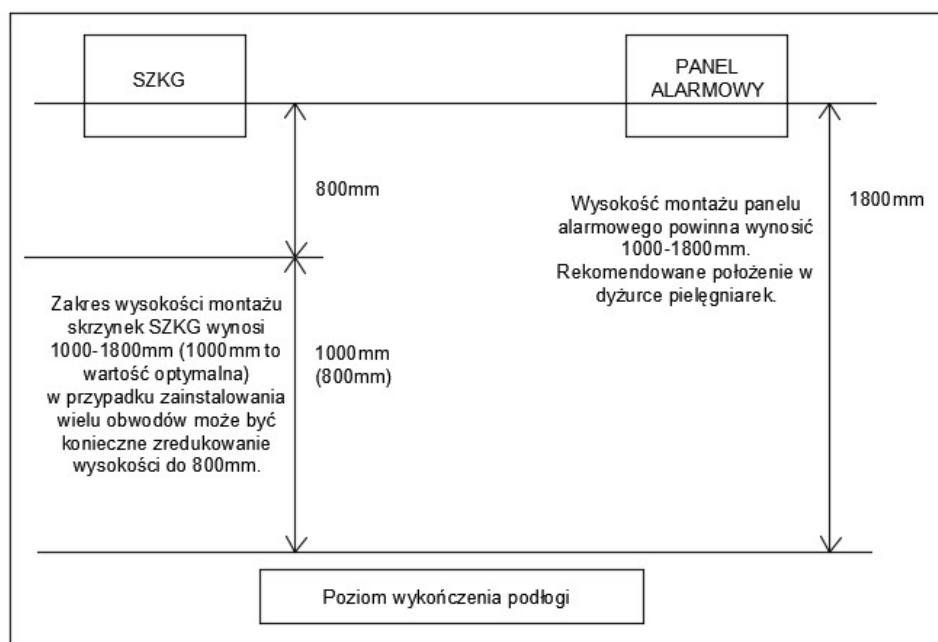 SZKG
PANEL
ALARMOWY
800mm
1800mm
Wysokość montażu panelu
alarmowego powinna wynosić
1000-1800mm.
Rekomendowane położenie w
dyżurce pielęgniarek.
Zakres wysokości montażu
skrzynek SZKG wynosi
1000-1800mm (1000mm to
wartość optymalna)
w przypadku zainstalowania
wielu obwodów może być
konieczne zredukowanie
wysokości do 800mm.
1000mm
(800mm)
Poziom wykończenia podłogi